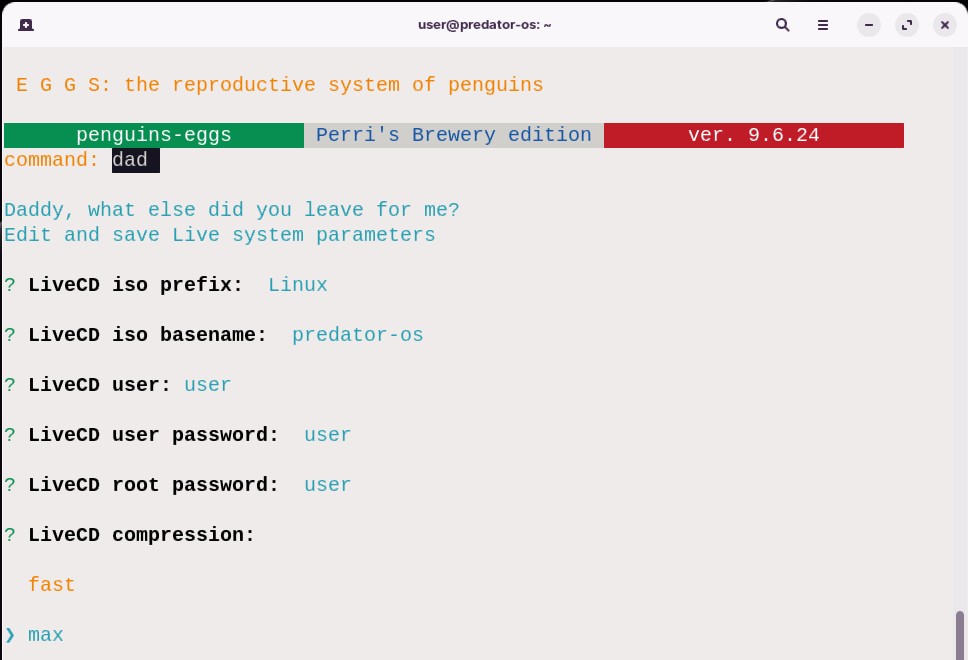 user@predator-os: ~
E G G S: the reproductive system of penguins
penguins-eggs Perri's Brewery edition ver. 9.6.24
command: dad
Daddy, what else did you leave for me?
Edit and save Live system parameters
? LiveCD iso prefix: Linux
? LiveCD iso basename: predator-os
? LiveCD user: user
? LiveCD user password: user
? LiveCD root password: user
? LiveCD compression:
fast
❯ max